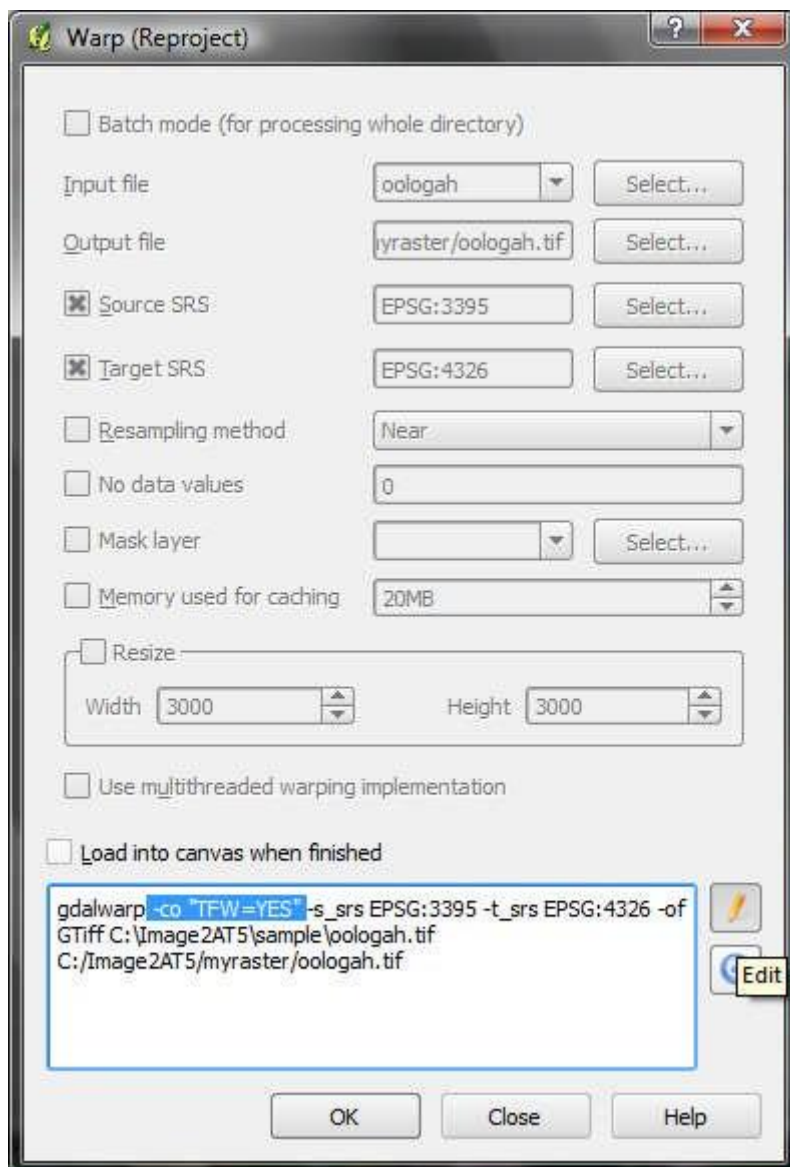 Warp (Reproject)
Batch mode (for processing whole directory)
Input file oologah Select...
Output file yraster/oologah.tif Select...
Source SRS EPSG:3395 Select...
Target SRS EPSG:4326 Select...
Resampling method Near
No data values 0
Mask layer Select...
Memory used for caching 20MB
Resize
Width 3000 Height 3000
Use multithreaded warping implementation
Load into canvas when finished
gdalwarp -co "TFW=YES" -s_srs EPSG:3395 -t_srs EPSG:4326 -of
GTiff C:\Image2AT5\sample\oologah.tif
C:/Image2AT5/myraster/oologah.tif
Edit
OK Close Help